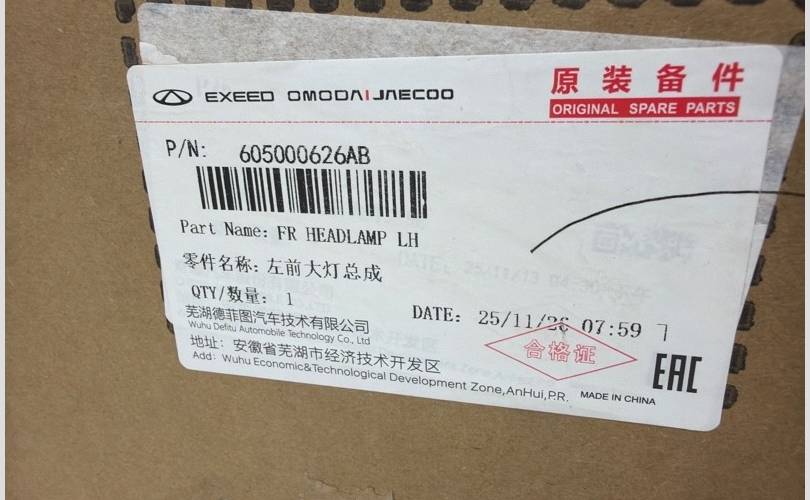 EXEED OMODA | JAECOO
原装备件
ORIGINAL SPARE PARTS
P/N: 605000626AB
Part Name: FR HEADLAMP LH
零件名称: 左前大灯总成
QTY/数量: 1
DATE: 25/11/26 07:59
芜湖德菲图汽车技术有限公司
Wuhu Defitu Automobile Technology Co., Ltd
合格证
地址: 安徽省芜湖市经济技术开发区
Add: Wuhu Economic&Technological Development Zone,AnHui,P.R.
MADE IN CHINA
EAC